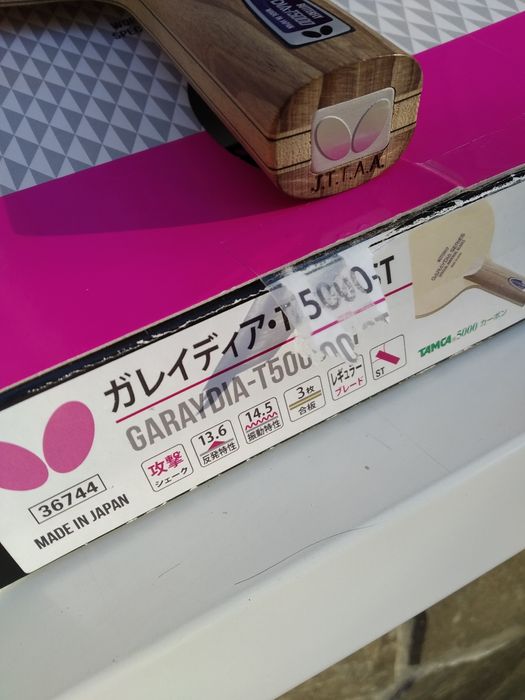 J.T.T.A.A.
ガレイディア・T5000-ST
GARAYDIA-T5000-ST
攻撃
シェーク
13.6
反発特性
14.5
振動特性
3枚
合板
レギュラー
ブレード
ST
TAMCA 5000 カーボン
36744
MADE IN JAPAN